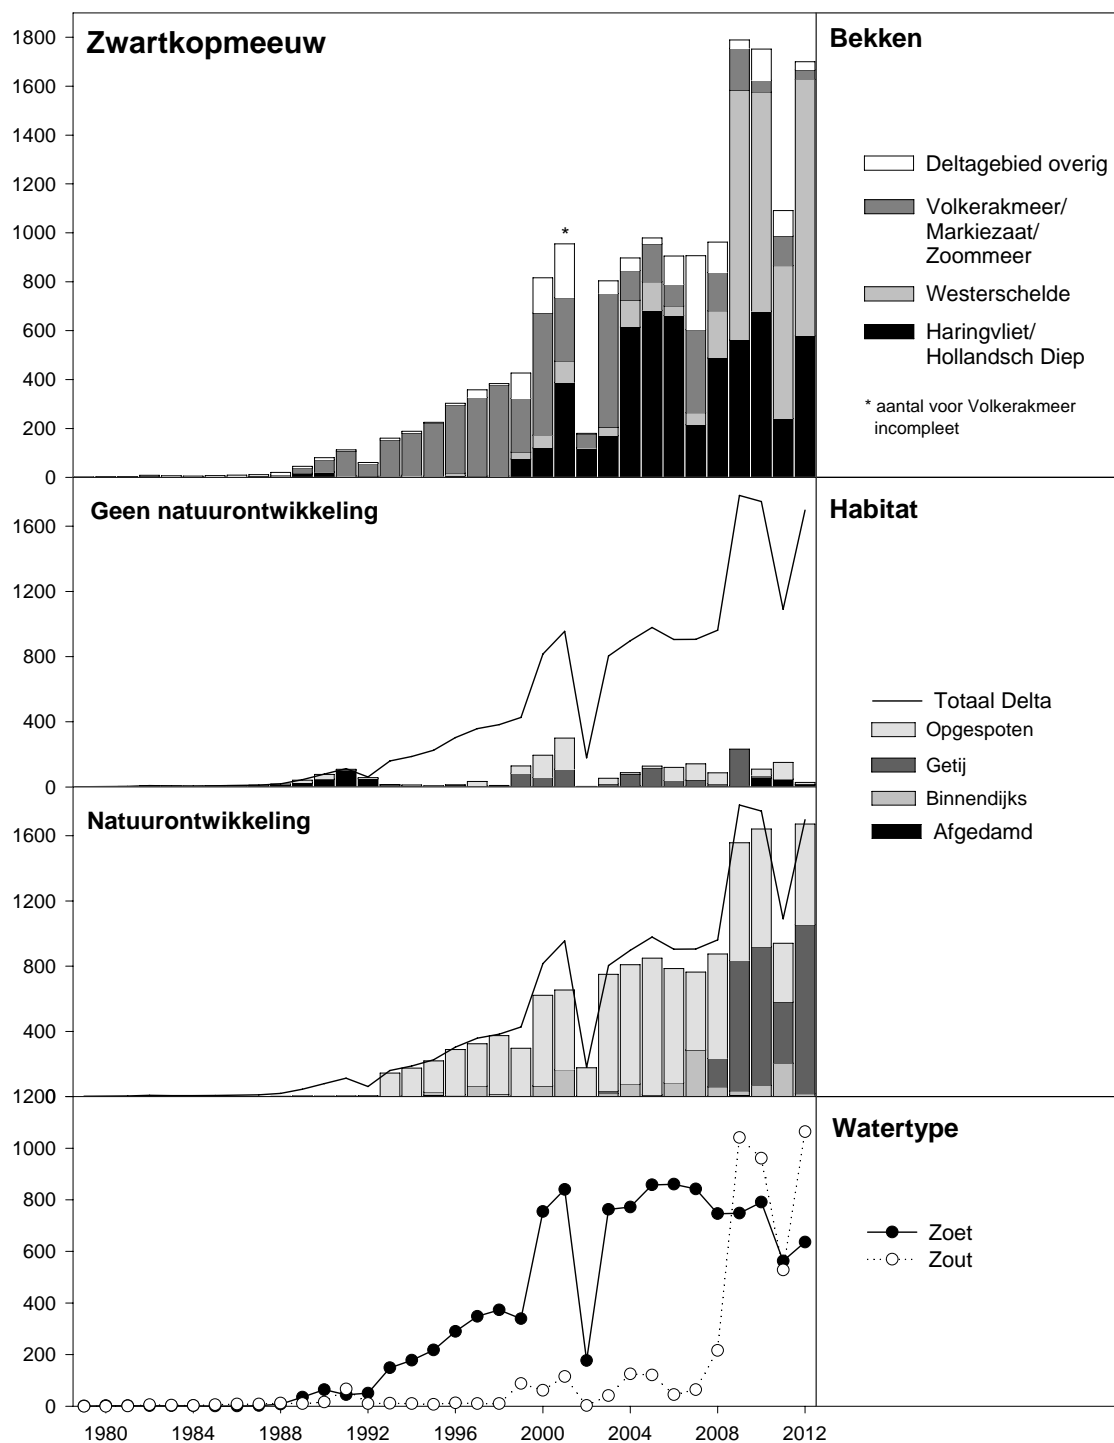 Zwartkopmeeuw
Bekken
1800
1600
1400
1200
1000
800
600
400
200
0
*
Deltagebied overig
Volkerakmeer/
Markiezaat/
Zoommeer
Westerschelde
Haringvliet/
Hollandsch Diep
* aantal voor Volkerakmeer
incompleet
Geen natuurontwikkeling
Habitat
1600
1200
800
400
0
Totaal Delta
Opgespoten
Getij
Binnendijks
Afgedamd
Natuurontwikkeling
1600
1200
800
400
0
Watertype
1200
1000
800
600
400
200
0
Zoet
Zout
1980 1984 1988 1992 1996 2000 2004 2008 2012